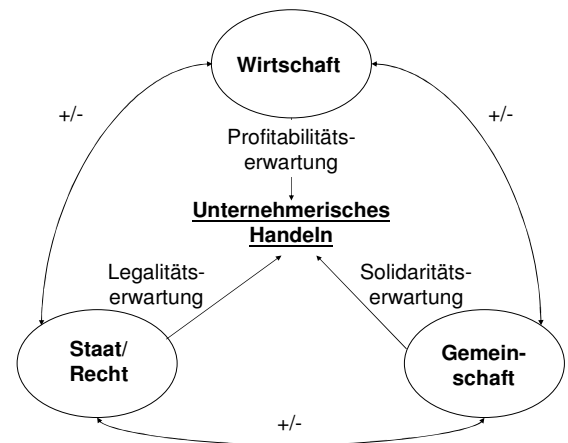 Wirtschaft
+/-
+/-
Profitabilitäts-
erwartung
Unternehmerisches
Handeln
Legalitäts-
erwartung
Solidaritäts-
erwartung
Staat/
Recht
Gemein-
schaft
+/-